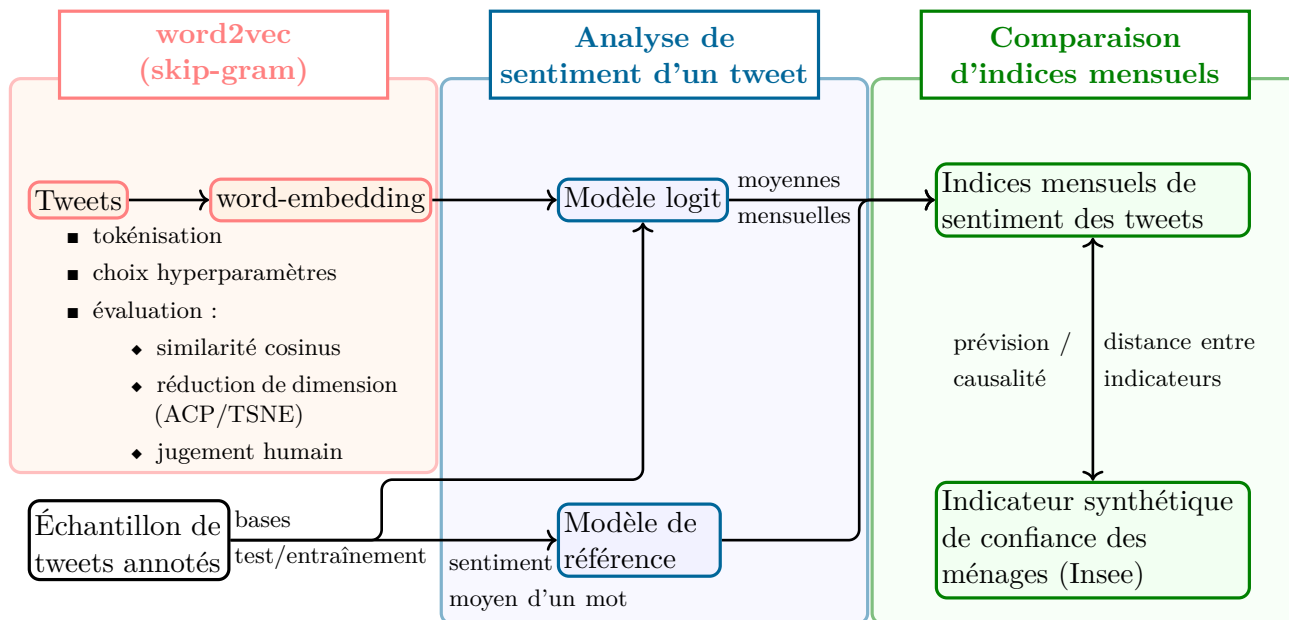 word2vec
(skip-gram)
Analyse de
sentiment d'un tweet
Comparaison
d'indices mensuels
Tweets
word-embedding
■ tokénisation
■ choix hyperparamètres
■ évaluation :
◆ similarité cosinus
◆ réduction de dimension
(ACP/TSNE)
◆ jugement humain
Modèle logit
moyennes
mensuelles
Indices mensuels de
sentiment des tweets
prévision /
causalité
distance entre
indicateurs
Échantillon de
tweets annotés
bases
test/entraînement
Modèle de
référence
sentiment
moyen d'un mot
Indicateur synthétique
de confiance des
ménages (Insee)